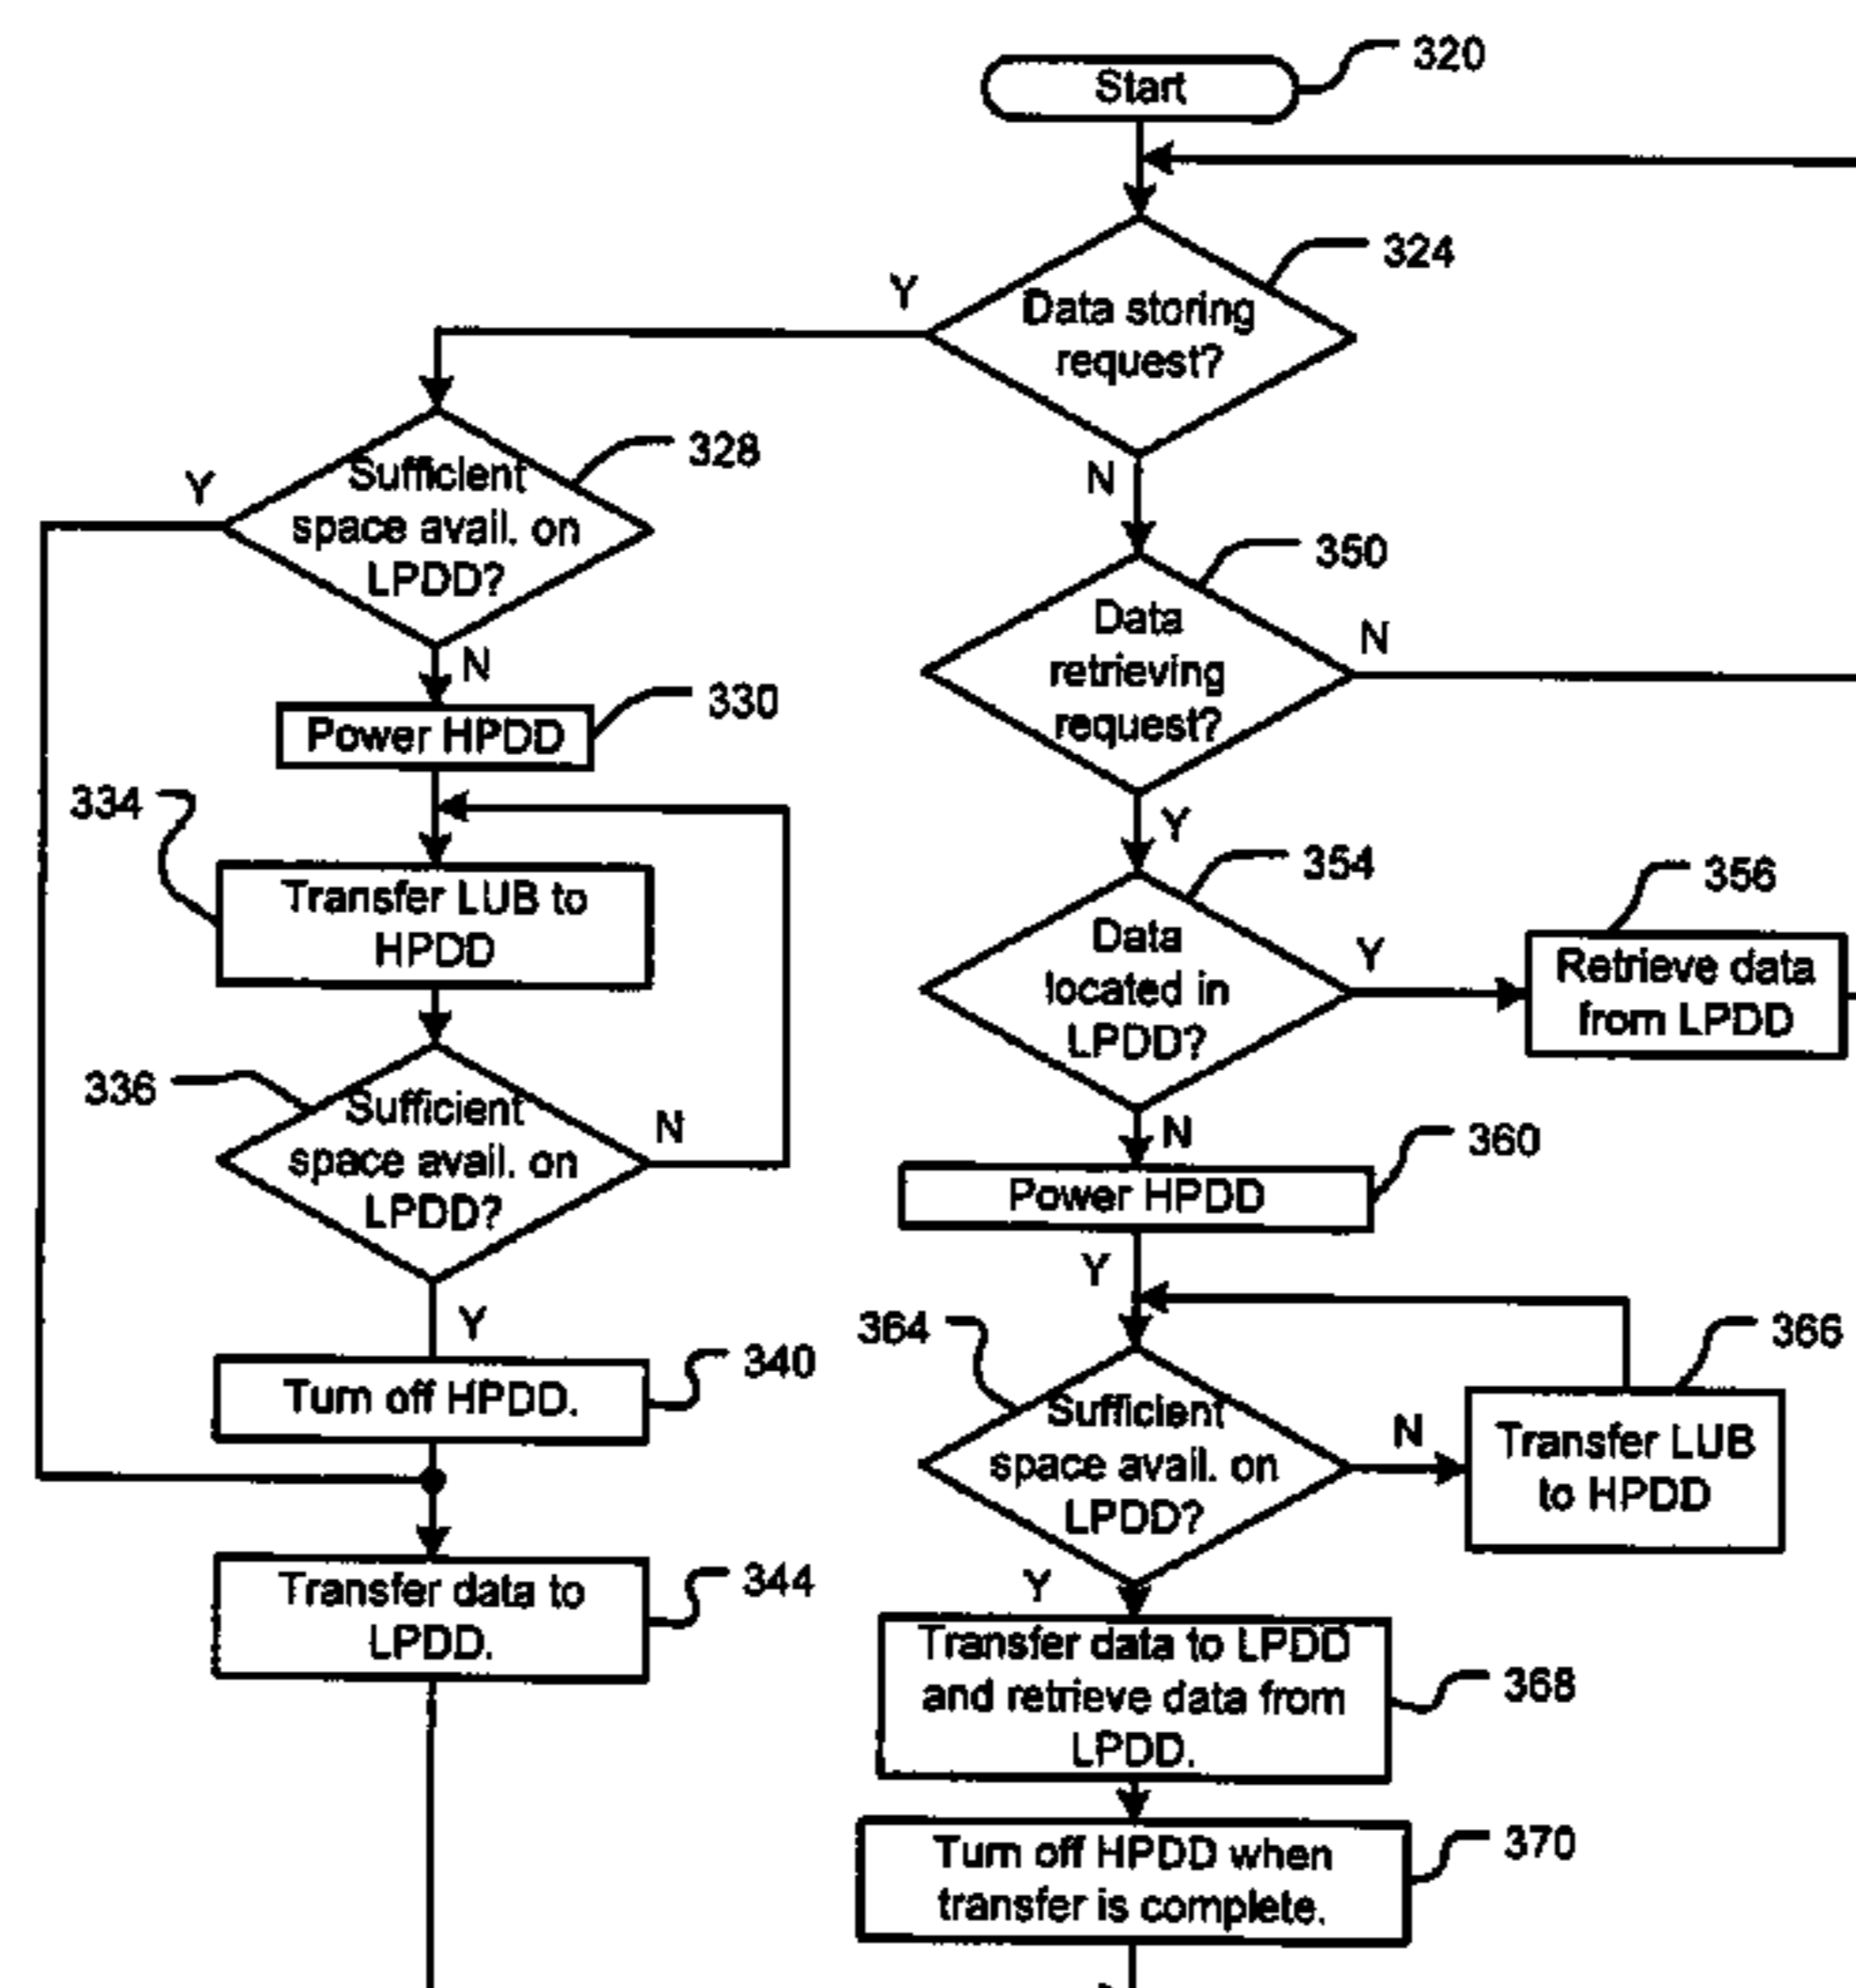 Start
320
Data storing
request?
324
Y
N
Sufficient
space avail. on
LPDD?
328
Y
N
Power HPDD
330
334
Transfer LUB to
HPDD
336
Sufficient
space avail. on
LPDD?
N
Y
Turn off HPDD.
340
Transfer data to
LPDD.
344
Data
retrieving
request?
350
N
Y
Data
located in
LPDD?
354
Y
356
Retrieve data
from LPDD
N
Power HPDD
360
Y
364
Sufficient
space avail. on
LPDD?
N
366
Transfer LUB
to HPDD
Y
Transfer data to LPDD
and retrieve data from
LPDD.
368
Turn off HPDD when
transfer is complete.
370